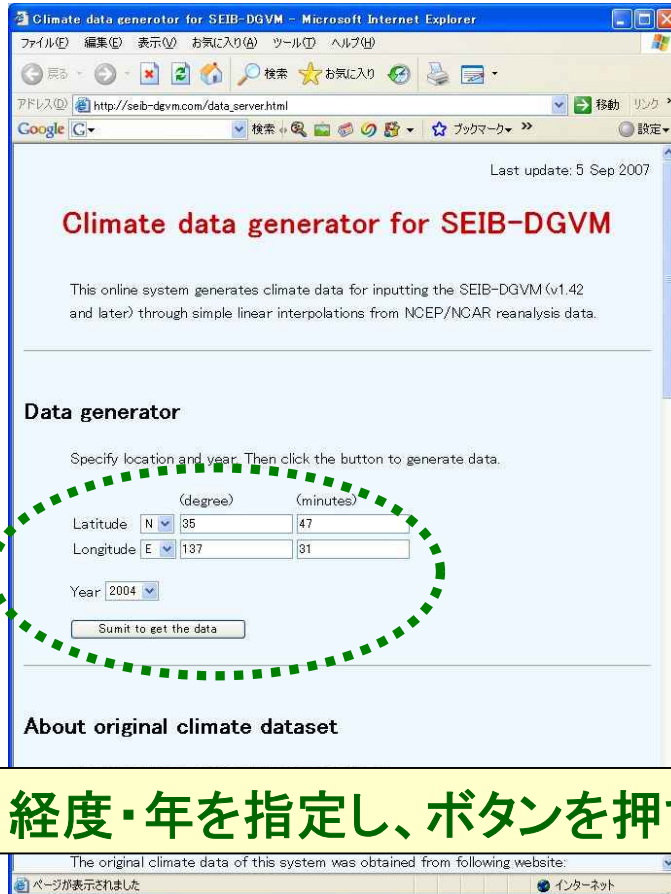 Climate data generotor for SEIB-DGVM - Microsoft Internet Explorer
ファイル(F) 編集(E) 表示(V) お気に入り(A) ツール(T) ヘルプ(H)
戻る 検索 お気に入り
アドレス(D) http://seib-dgvm.com/data_server.html 移動 リンク »
Google G 検索 ブックマーク » 設定
Last update: 5 Sep 2007
Climate data generator for SEIB-DGVM
This online system generates climate data for inputting the SEIB-DGVM (v1.42
and later) through simple linear interpolations from NCEP/NCAR reanalysis data.
Data generator
Specify location and year. Then click the button to generate data.
(degree) (minutes)
Latitude N 35 47
Longitude E 137 31
Year 2004
Sumit to get the data
About original climate dataset
経度・年を指定し、ボタンを押す
The original climate data of this system was obtained from following website:
ページが表示されました インターネット